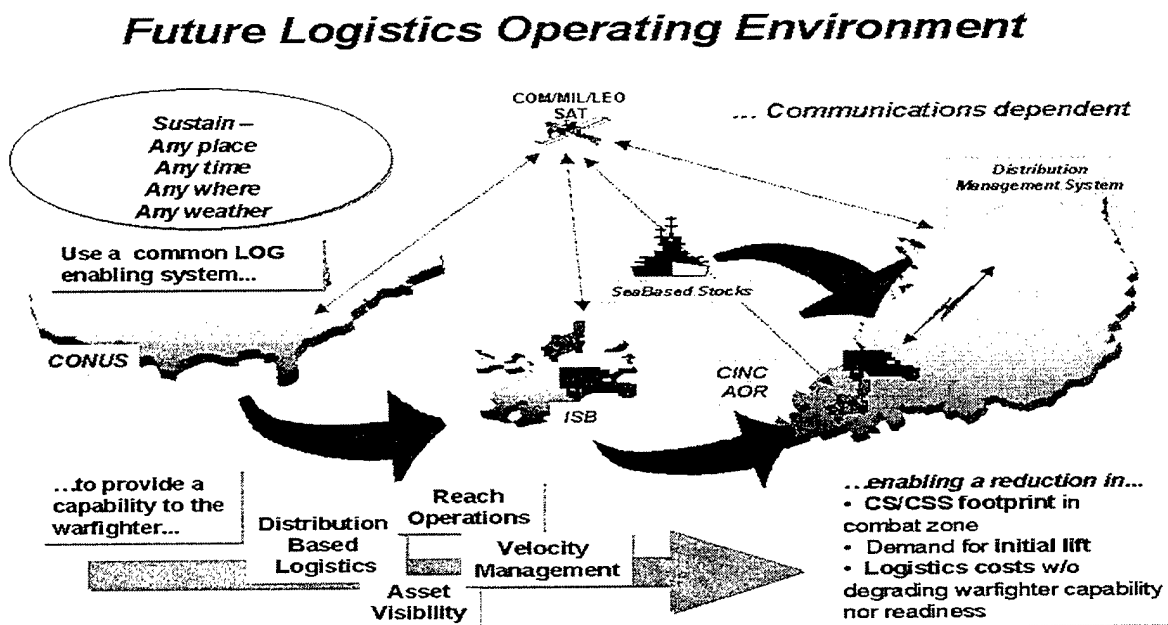 Future Logistics Operating Environment
Sustain –
Any place
Any time
Any where
Any weather
COM/MIL/LEO
SAT
... Communications dependent
Distribution
Management System
Use a common LOG
enabling system...
SeaBased Stocks
CONUS
ISB
CINC
AOR
...to provide a
capability to the
warfighter...
Distribution
Based
Logistics
Reach
Operations
Velocity
Management
Asset
Visibility
...enabling a reduction in...
• CS/CSS footprint in
combat zone
• Demand for initial lift
• Logistics costs w/o
degrading warfighter capability
nor readiness